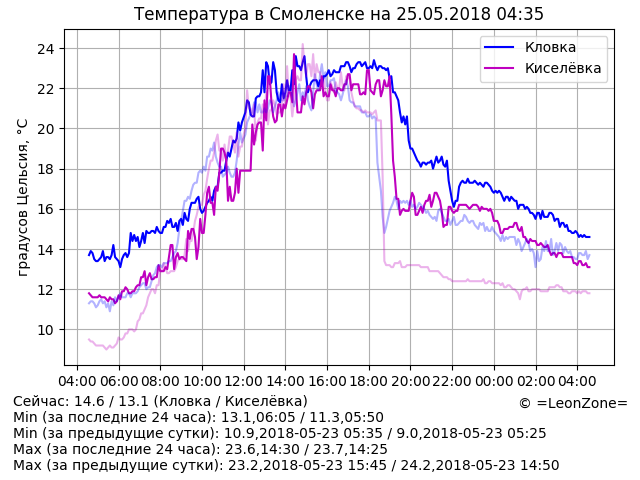 Температура в Смоленске на 25.05.2018 04:35
Кловка
Киселёвка
градусов Цельсия, °C
24
22
20
18
16
14
12
10
04:00 06:00 08:00 10:00 12:00 14:00 16:00 18:00 20:00 22:00 00:00 02:00 04:00
Сейчас: 14.6 / 13.1 (Кловка / Киселёвка)
© =LeonZone=
Min (за последние 24 часа): 13.1,06:05 / 11.3,05:50
Min (за предыдущие сутки): 10.9,2018-05-23 05:35 / 9.0,2018-05-23 05:25
Max (за последние 24 часа): 23.6,14:30 / 23.7,14:25
Max (за предыдущие сутки): 23.2,2018-05-23 15:45 / 24.2,2018-05-23 14:50